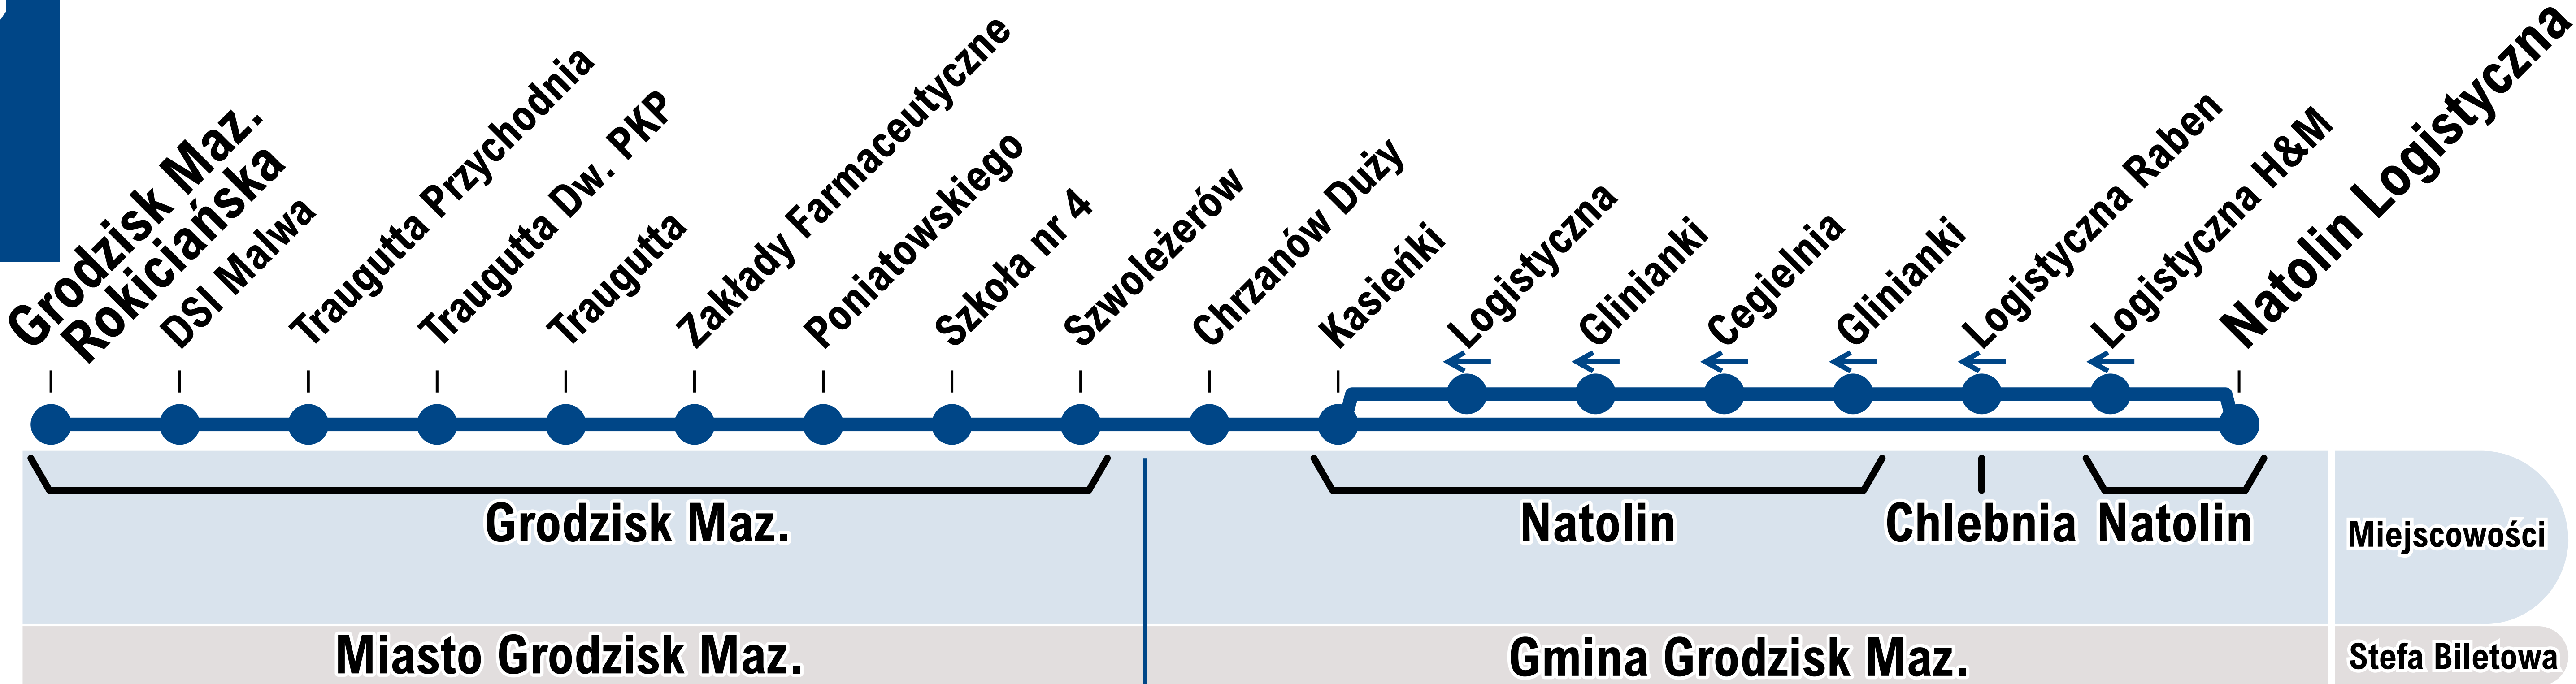 Grodzisk Maz.
Rokiciańska
DSI Malwa
Traugutta Przychodnia
Traugutta Dw. PKP
Traugutta
Zakłady Farmaceutyczne
Poniatowskiego
Szkoła nr 4
Szwoleżerów
Chrzanów Duży
Kasieńki
Logistyczna
Glinianki
Cegielnia
Glinianki
Logistyczna Raben
Logistyczna H&M
Natolin Logistyczna
Grodzisk Maz.
Natolin
Chlebnia
Natolin
Miejscowości
Miasto Grodzisk Maz.
Gmina Grodzisk Maz.
Stefa Biletowa